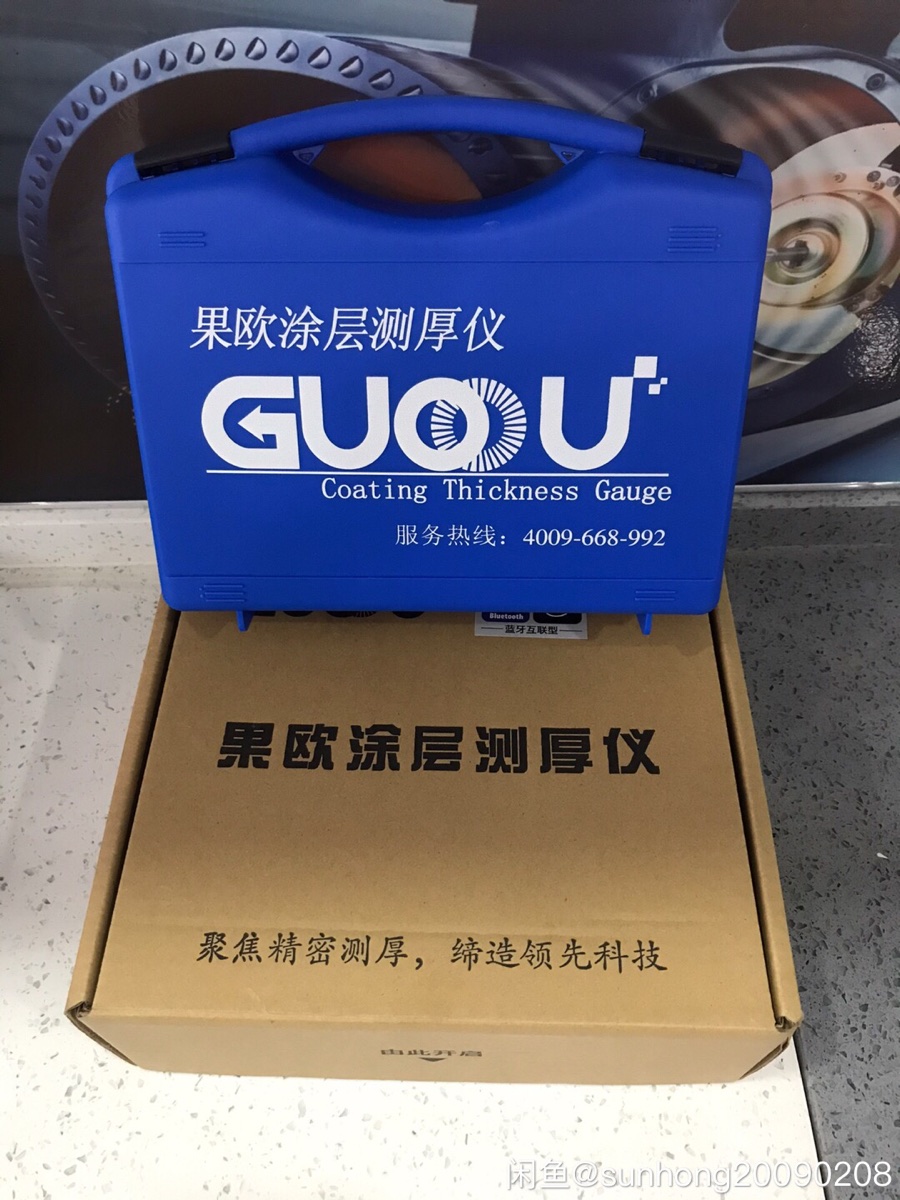 果欧涂层测厚仪
GUOOU
Coating Thickness Gauge
服务热线：4009-668-992
Bluetooth
蓝牙互联型
果欧涂层测厚仪
聚焦精密测厚，缔造领先科技
由此开启
闲鱼@sunhong20090208